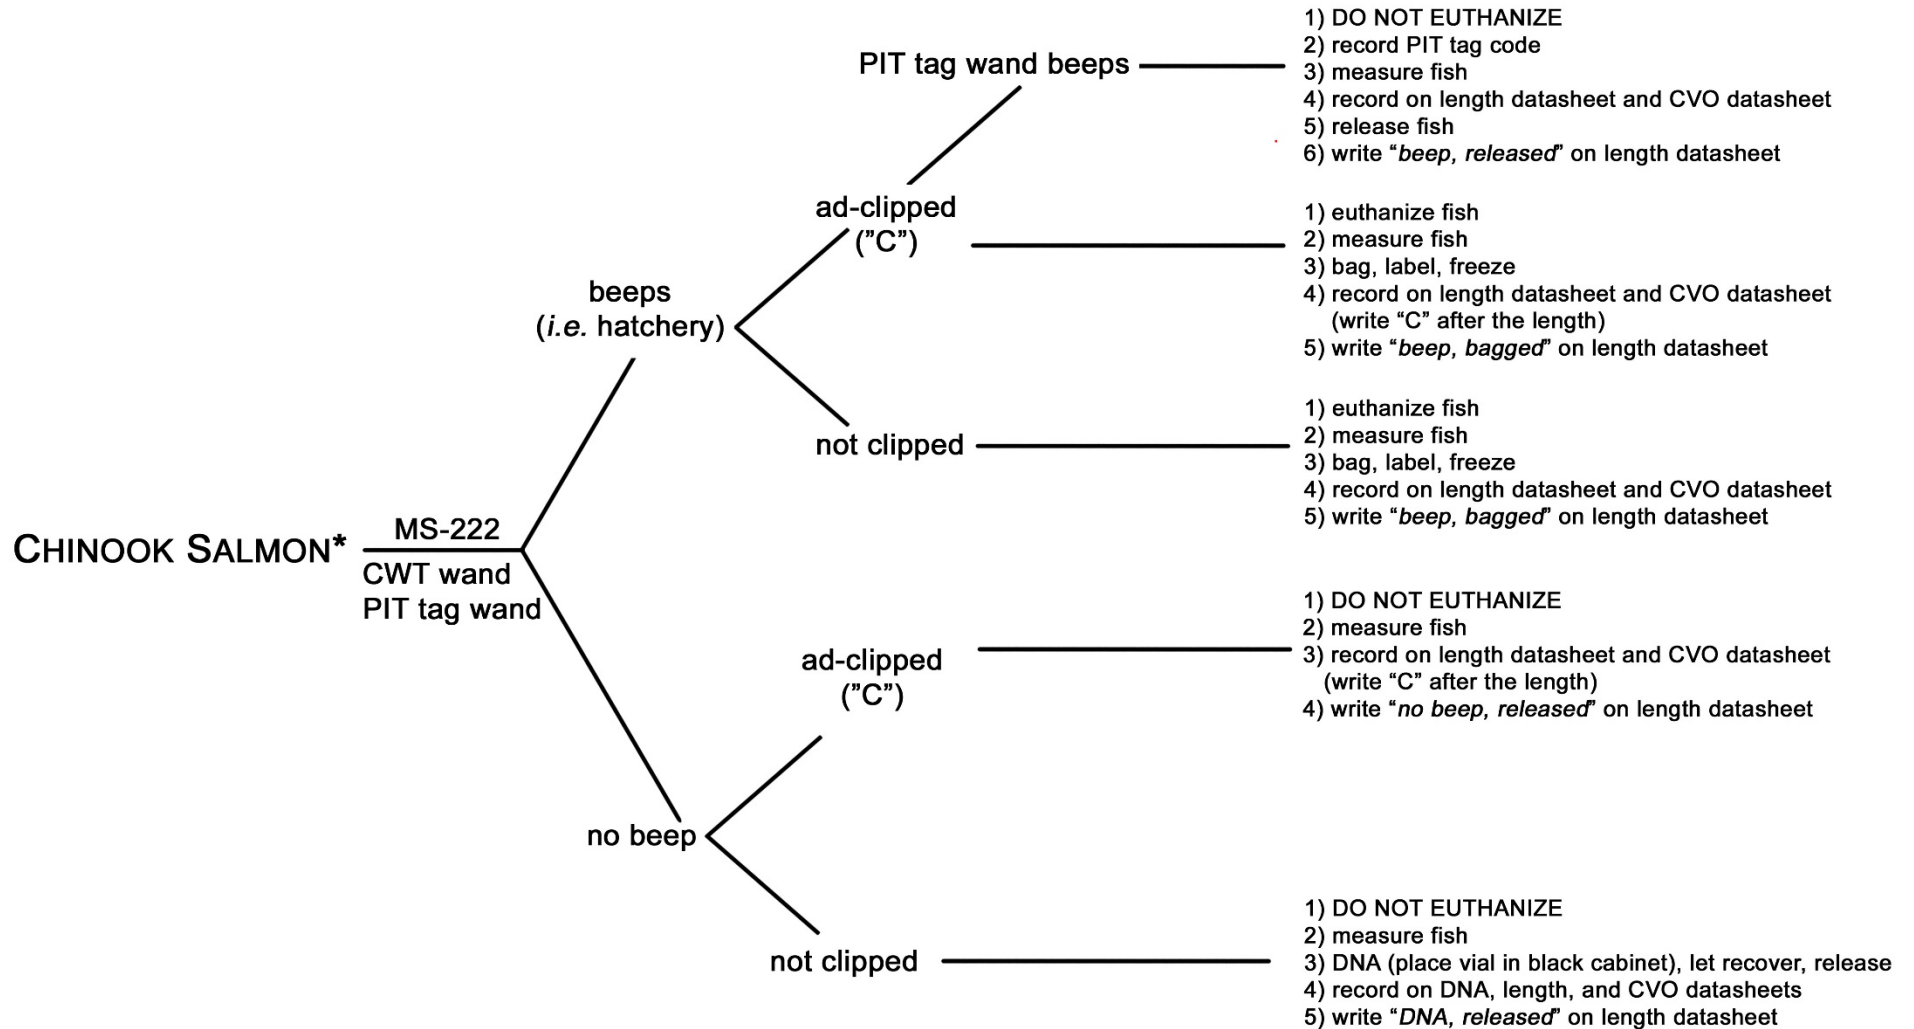 1) DO NOT EUTHANIZE
PIT tag wand beeps
2) record PIT tag code
3) measure fish
4) record on length datasheet and CVO datasheet
5) release fish
6) write “beep, released” on length datasheet
ad-clipped
(”C”)
1) euthanize fish
2) measure fish
3) bag, label, freeze
4) record on length datasheet and CVO datasheet
(write “C” after the length)
5) write “beep, bagged” on length datasheet
beeps
(i.e. hatchery)
not clipped
1) euthanize fish
2) measure fish
3) bag, label, freeze
4) record on length datasheet and CVO datasheet
5) write “beep, bagged” on length datasheet
CHINOOK SALMON*
MS-222
CWT wand
PIT tag wand
ad-clipped
(”C”)
1) DO NOT EUTHANIZE
2) measure fish
3) record on length datasheet and CVO datasheet
(write “C” after the length)
4) write “no beep, released” on length datasheet
no beep
not clipped
1) DO NOT EUTHANIZE
2) measure fish
3) DNA (place vial in black cabinet), let recover, release
4) record on DNA, length, and CVO datasheets
5) write “DNA, released” on length datasheet